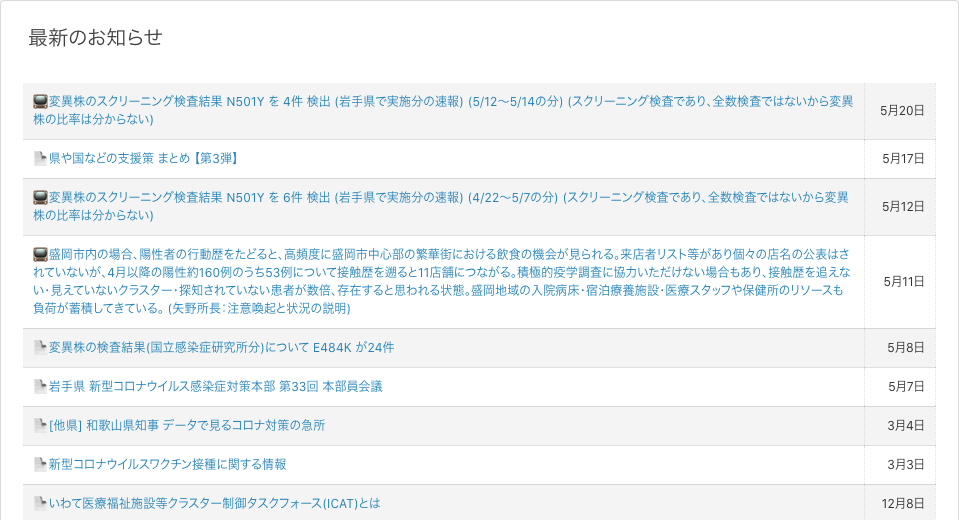 最新のお知らせ
変異株のスクリーニング検査結果 N501Y を 4件 検出 (岩手県で実施分の速報) (5/12〜5/14の分) (スクリーニング検査であり、全数検査ではないから変異
株の比率は分からない)
5月20日
県や国などの支援策 まとめ 【第3弾】
5月17日
変異株のスクリーニング検査結果 N501Y を 6件 検出 (岩手県で実施分の速報) (4/22〜5/7の分) (スクリーニング検査であり、全数検査ではないから変異
株の比率は分からない)
5月12日
盛岡市内の場合、陽性者の行動歴をたどると、高頻度に盛岡市中心部の繁華街における飲食の機会が見られる。来店者リスト等があり個々の店名の公表はさ
れていないが、4月以降の陽性約160例のうち53例について接触歴を遡ると11店舗につながる。積極的疫学調査に協力いただけない場合もあり、接触歴を追えな
い・見えていないクラスター・探知されていない患者が数倍、存在すると思われる状態。盛岡地域の入院病床・宿泊療養施設・医療スタッフや保健所のリソースも
負荷が蓄積してきている。 (矢野所長：注意喚起と状況の説明)
5月11日
変異株の検査結果(国立感染症研究所分)について E484K が24件
5月8日
岩手県 新型コロナウイルス感染症対策本部 第33回 本部員会議
5月7日
[他県] 和歌山県知事 データで見るコロナ対策の急所
3月4日
新型コロナウイルスワクチン接種に関する情報
3月3日
いわて医療福祉施設等クラスター制御タスクフォース(ICAT)とは
12月8日